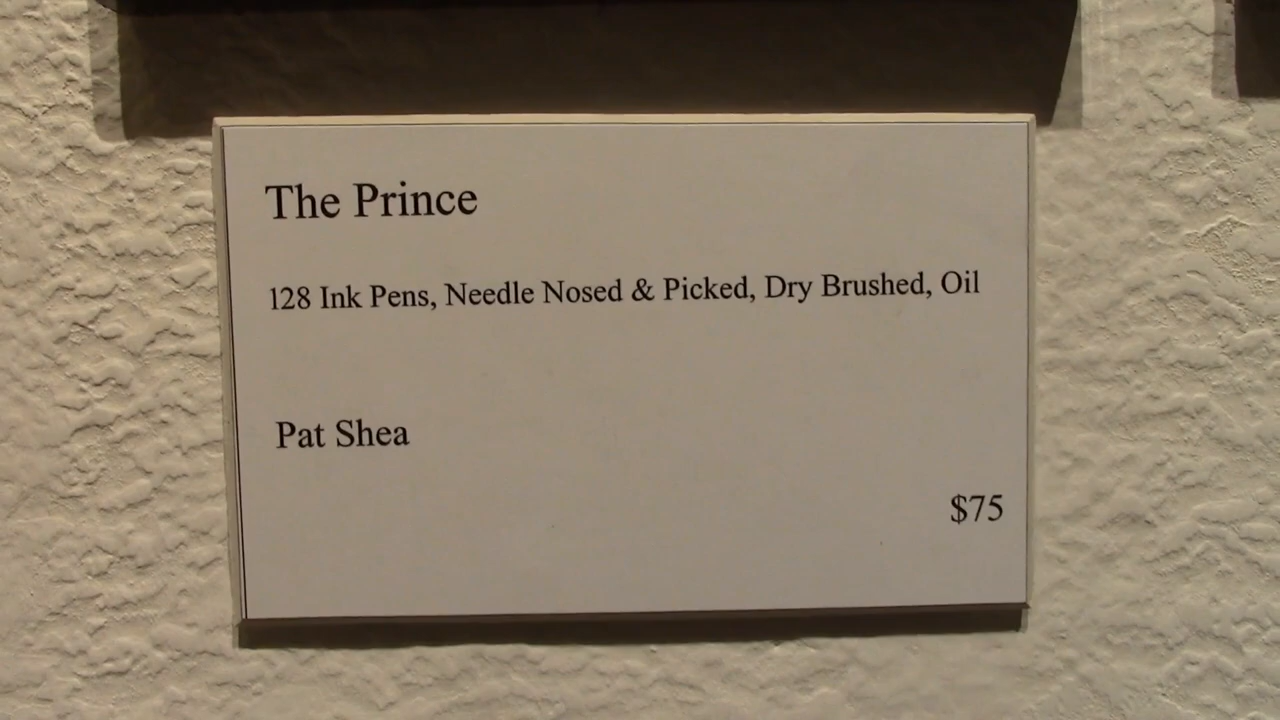 The Prince
128 Ink Pens, Needle Nosed & Picked, Dry Brushed, Oil
Pat Shea
$75